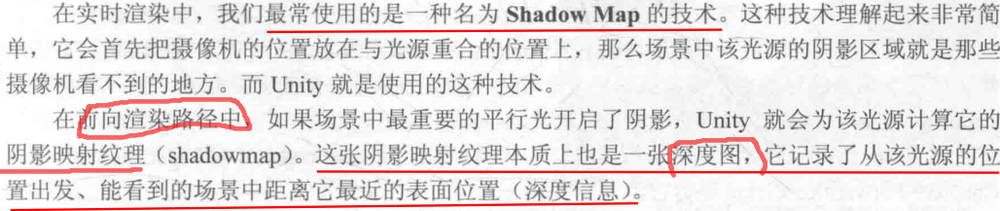 在实时渲染中，我们最常使用的是一种名为 Shadow Map 的技术。这种技术理解起来非常简
单，它会首先把摄像机的位置放在与光源重合的位置上，那么场景中该光源的阴影区域就是那些
摄像机看不到的地方。而 Unity 就是使用的这种技术。
在前向渲染路径中，如果场景中最重要的平行光开启了阴影，Unity 就会为该光源计算它的
阴影映射纹理（shadowmap）。这张阴影映射纹理本质上也是一张深度图，它记录了从该光源的位
置出发、能看到的场景中距离它最近的表面位置（深度信息）。